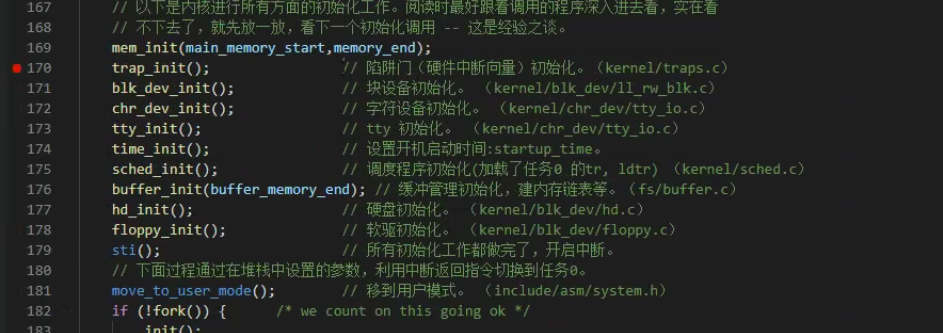 167 // 以下是内核进行所有方面的初始化工作。阅读时最好跟着调用的程序深入进去看，实在看
168 // 不下去了，就先放一放，看下一个初始化调用 -- 这是经验之谈。
169 mem_init(main_memory_start,memory_end);
170 trap_init(); // 陷阱门（硬件中断向量）初始化。（kernel/traps.c）
171 blk_dev_init(); // 块设备初始化。 （kernel/blk_dev/ll_rw_blk.c）
172 chr_dev_init(); // 字符设备初始化。 （kernel/chr_dev/tty_io.c）
173 tty_init(); // tty 初始化。 （kernel/chr_dev/tty_io.c）
174 time_init(); // 设置开机启动时间:startup_time。
175 sched_init(); // 调度程序初始化(加载了任务0 的tr, ldtr) （kernel/sched.c）
176 buffer_init(buffer_memory_end); // 缓冲管理初始化，建内存链表等。（fs/buffer.c）
177 hd_init(); // 硬盘初始化。 （kernel/blk_dev/hd.c）
178 floppy_init(); // 软驱初始化。 （kernel/blk_dev/floppy.c）
179 sti(); // 所有初始化工作都做完了，开启中断。
180 // 下面过程通过在堆栈中设置的参数，利用中断返回指令切换到任务0。
181 move_to_user_mode(); // 移到用户模式。 （include/asm/system.h）
182 if (!fork()) { /* we count on this going ok */
183 init();